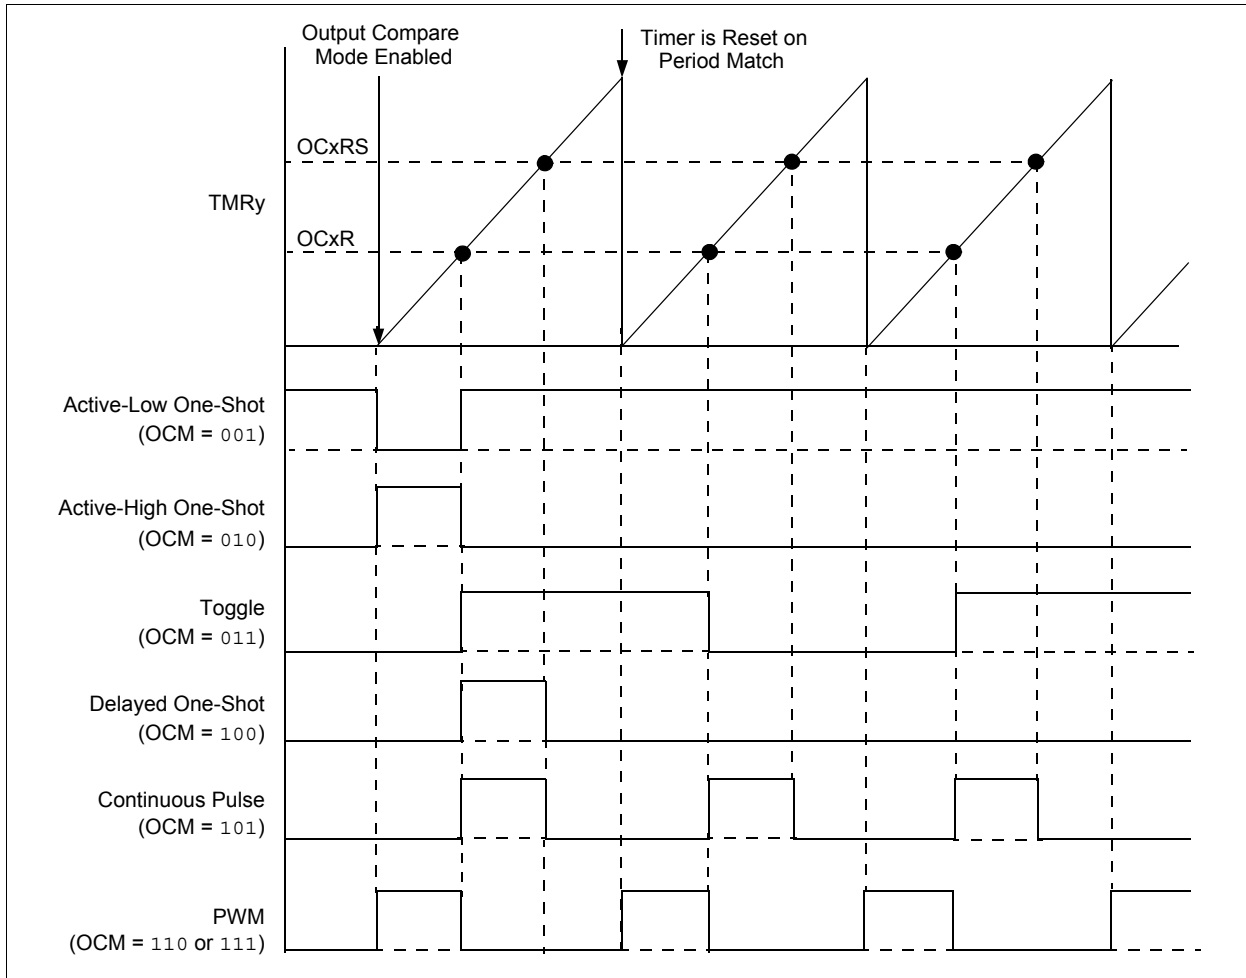 Output Compare
Mode Enabled
Timer is Reset on
Period Match
OCxRS
TMRy
OCxR
Active-Low One-Shot
(OCM = 001)
Active-High One-Shot
(OCM = 010)
Toggle
(OCM = 011)
Delayed One-Shot
(OCM = 100)
Continuous Pulse
(OCM = 101)
PWM
(OCM = 110 or 111)